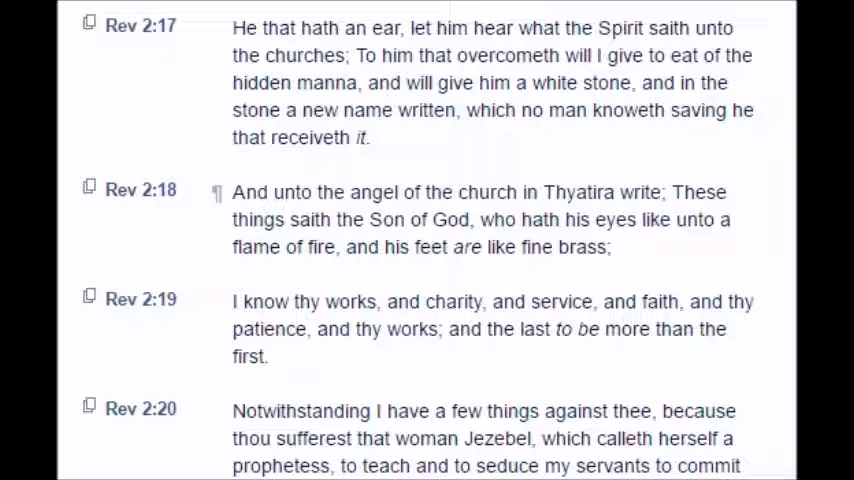 Rev 2:17 He that hath an ear, let him hear what the Spirit saith unto
the churches; To him that overcometh will I give to eat of the
hidden manna, and will give him a white stone, and in the
stone a new name written, which no man knoweth saving he
that receiveth it.
Rev 2:18 ¶ And unto the angel of the church in Thyatira write; These
things saith the Son of God, who hath his eyes like unto a
flame of fire, and his feet are like fine brass;
Rev 2:19 I know thy works, and charity, and service, and faith, and thy
patience, and thy works; and the last to be more than the
first.
Rev 2:20 Notwithstanding I have a few things against thee, because
thou sufferest that woman Jezebel, which calleth herself a
prophetess, to teach and to seduce my servants to commit